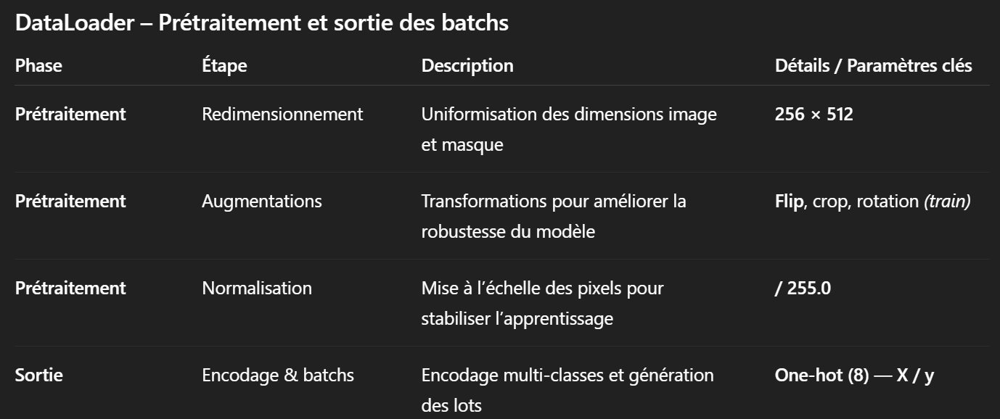 DataLoader – Prétraitement et sortie des batchs
Phase Étape Description Détails / Paramètres clés
Prétraitement Redimensionnement Uniformisation des dimensions image 256 × 512
et masque
Prétraitement Augmentations Transformations pour améliorer la Flip, crop, rotation (train)
robustesse du modèle
Prétraitement Normalisation Mise à l’échelle des pixels pour / 255.0
stabiliser l’apprentissage
Sortie Encodage & batchs Encodage multi-classes et génération One-hot (8) — X / y
des lots